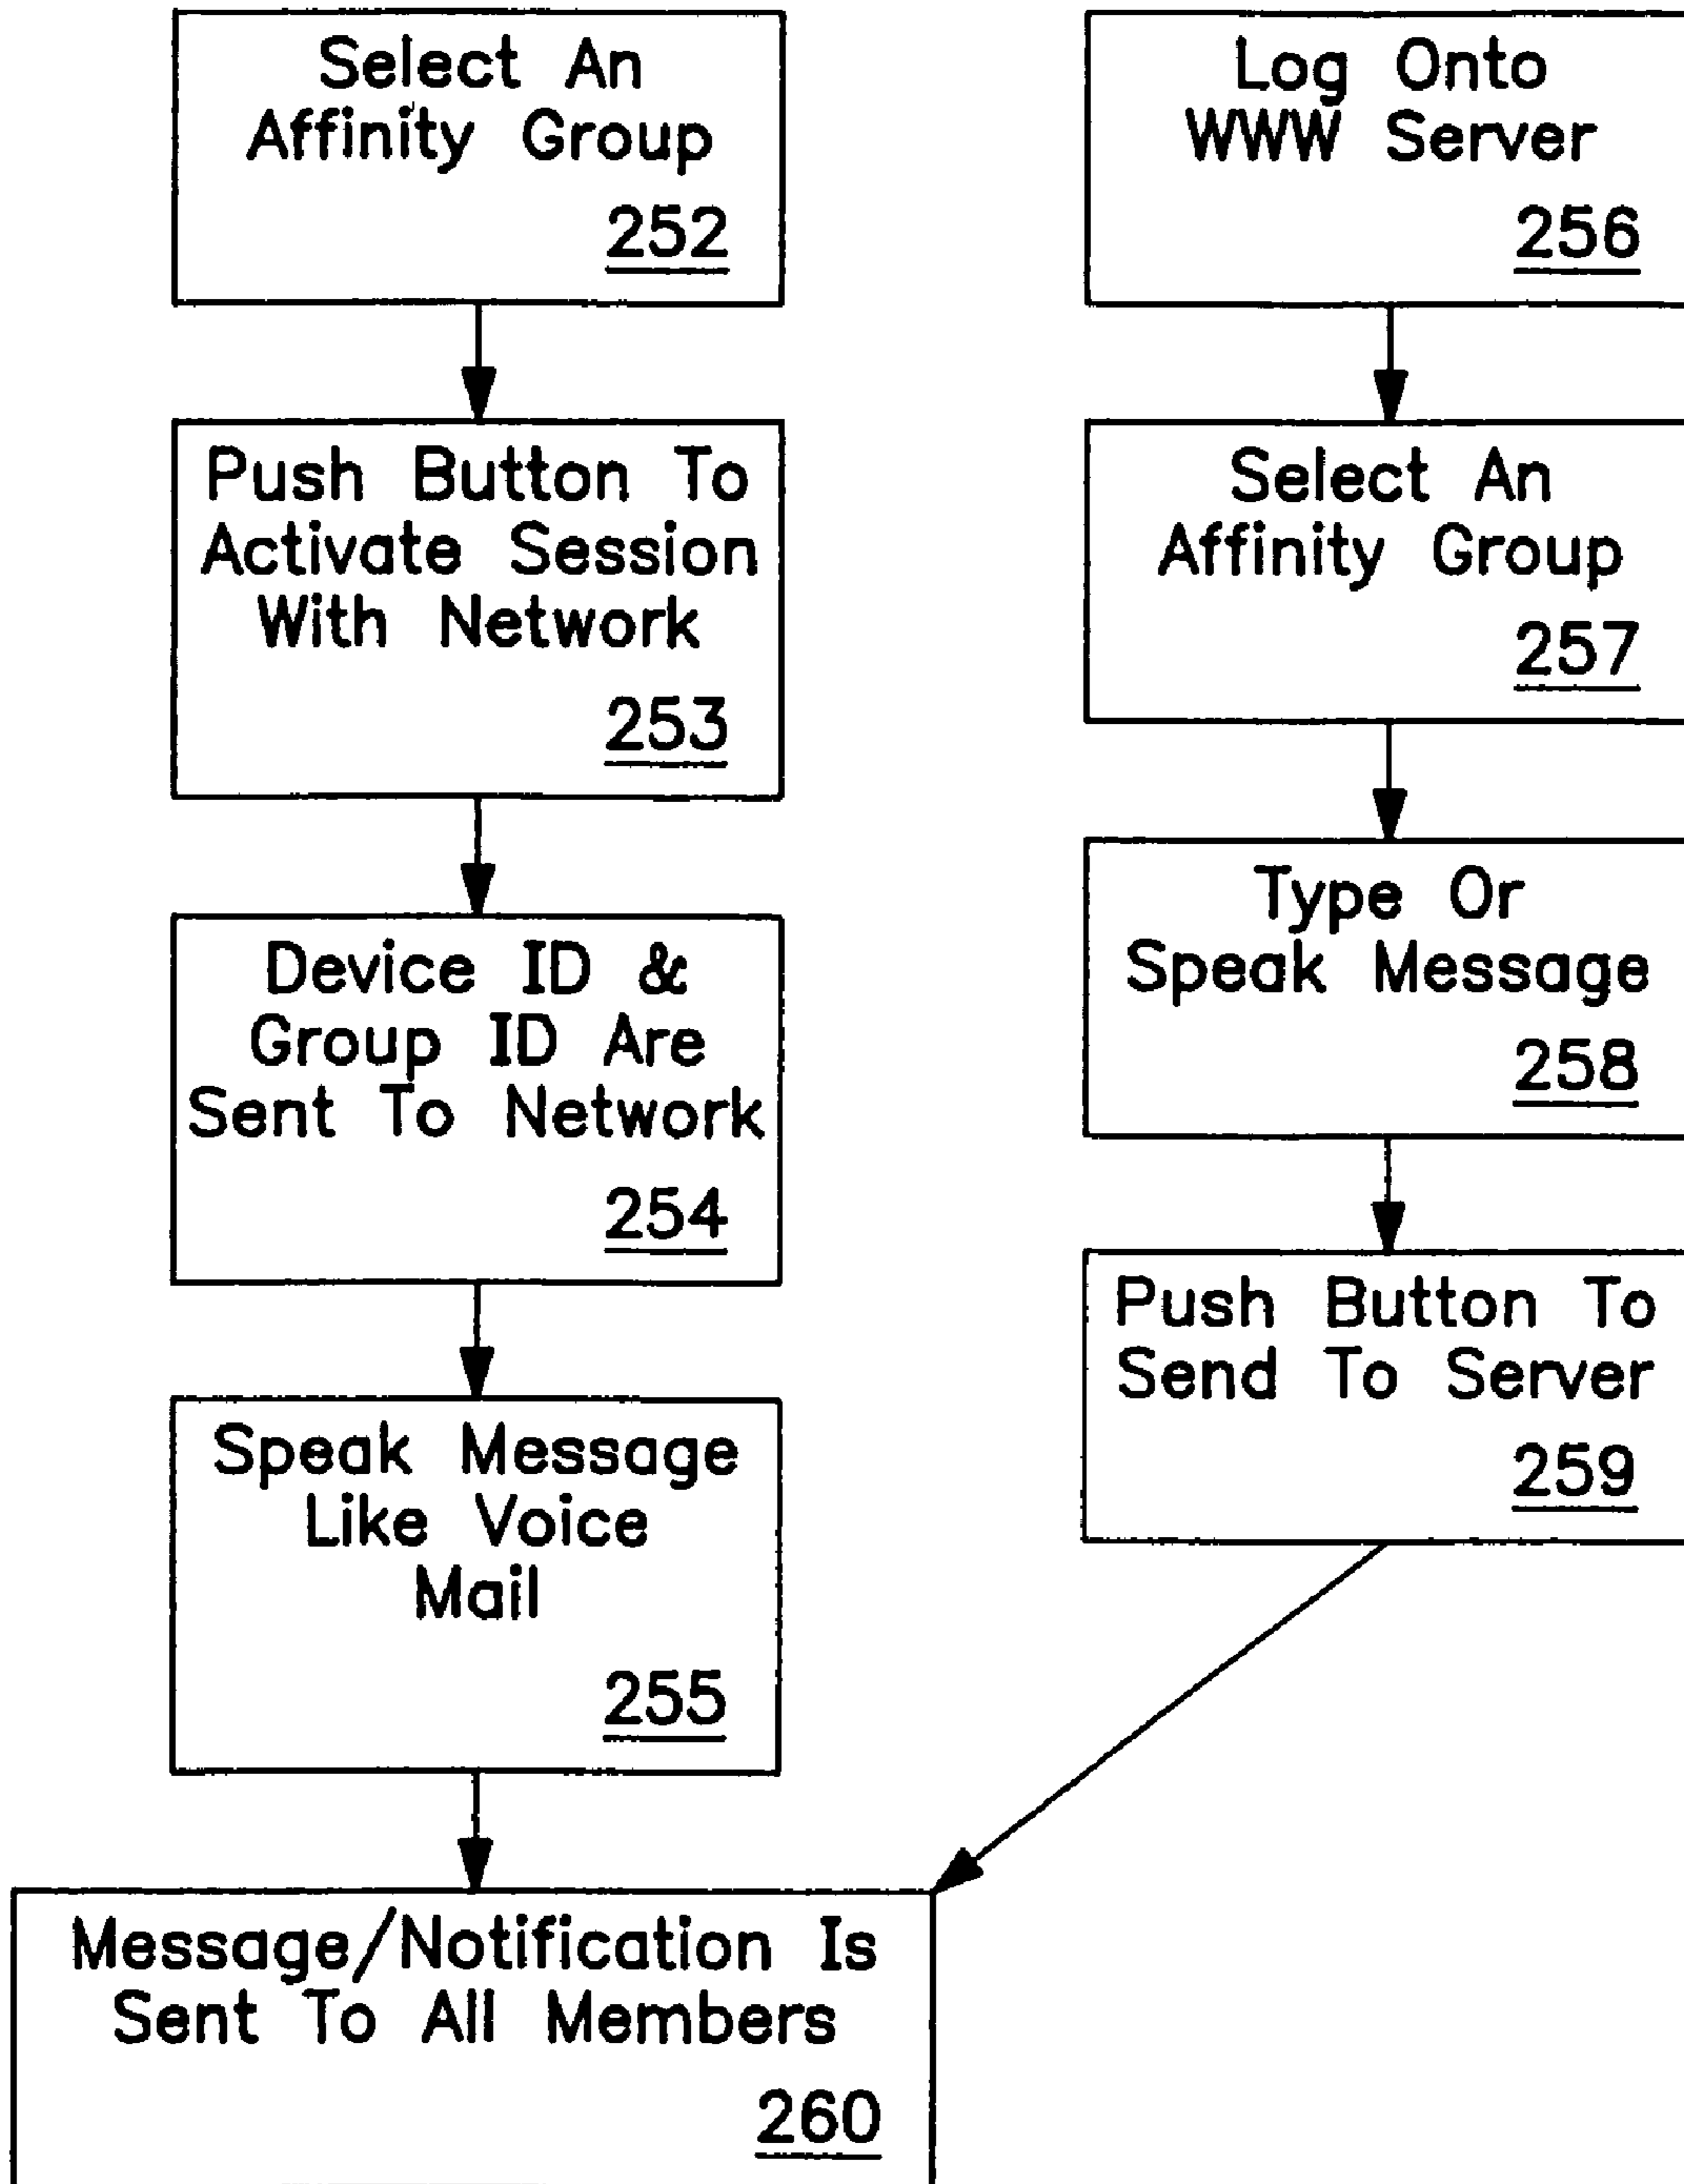 Select An
Affinity Group
252
Push Button To
Activate Session
With Network
253
Device ID &
Group ID Are
Sent To Network
254
Speak Message
Like Voice
Mail
255
Log Onto
WWW Server
256
Select An
Affinity Group
257
Type Or
Speak Message
258
Push Button To
Send To Server
259
Message/Notification Is
Sent To All Members
260